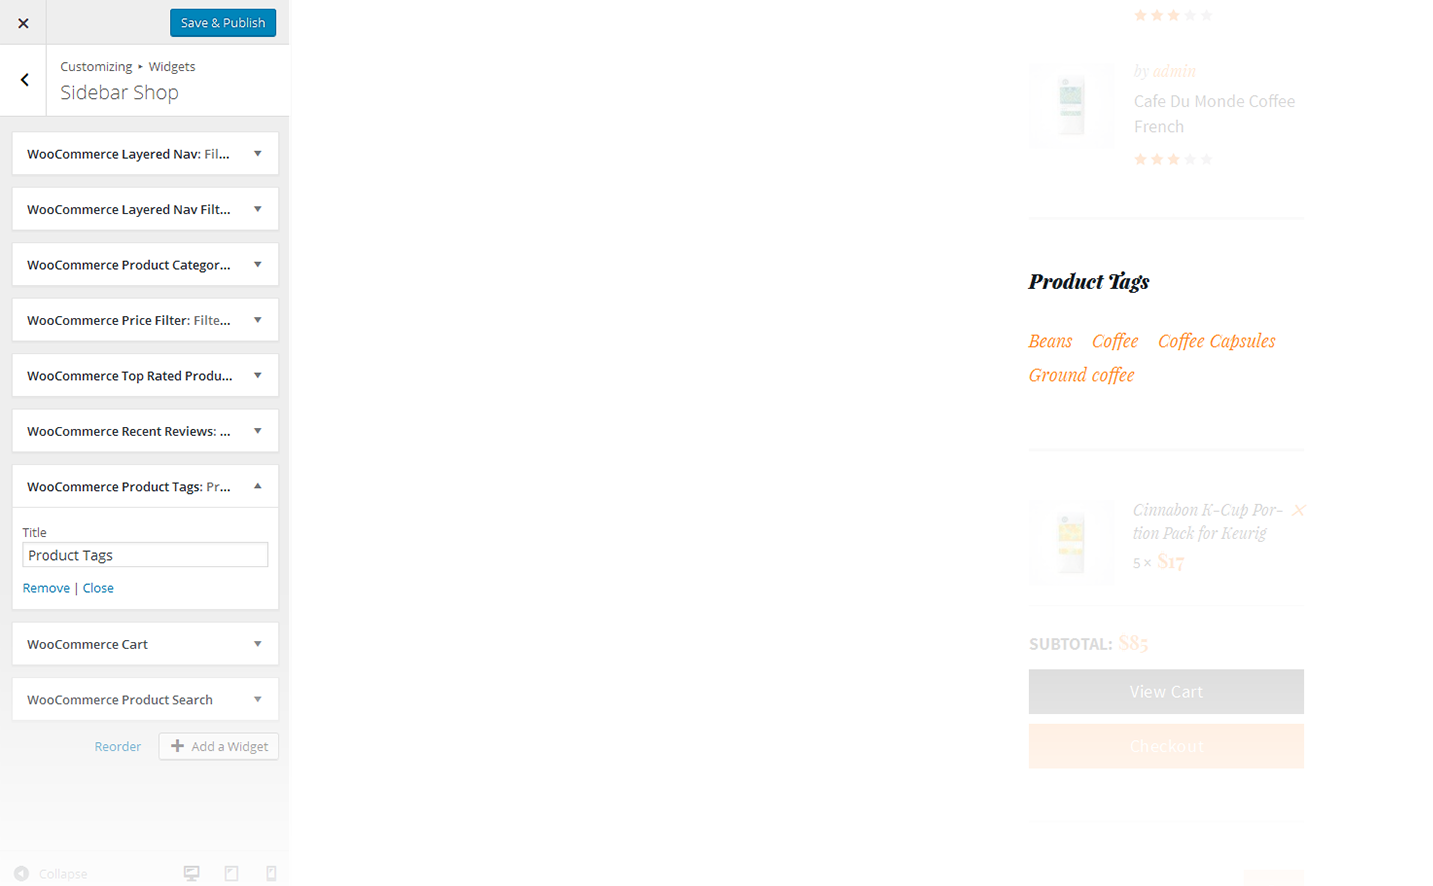 Save & Publish
Customizing ▸ Widgets
Sidebar Shop
WooCommerce Layered Nav: Fil...
WooCommerce Layered Nav Filt...
WooCommerce Product Categor...
WooCommerce Price Filter: Filte...
WooCommerce Top Rated Produ...
WooCommerce Recent Reviews: ...
WooCommerce Product Tags: Pr...
Title
Product Tags
Remove | Close
WooCommerce Cart
WooCommerce Product Search
Reorder
Add a Widget
Collapse
by admin
Cafe Du Monde Coffee
French
Product Tags
Beans Coffee Coffee Capsules
Ground coffee
Cinnabon K-Cup Por-
tion Pack for Keurig
5 × $17
SUBTOTAL: $85
View Cart
Checkout